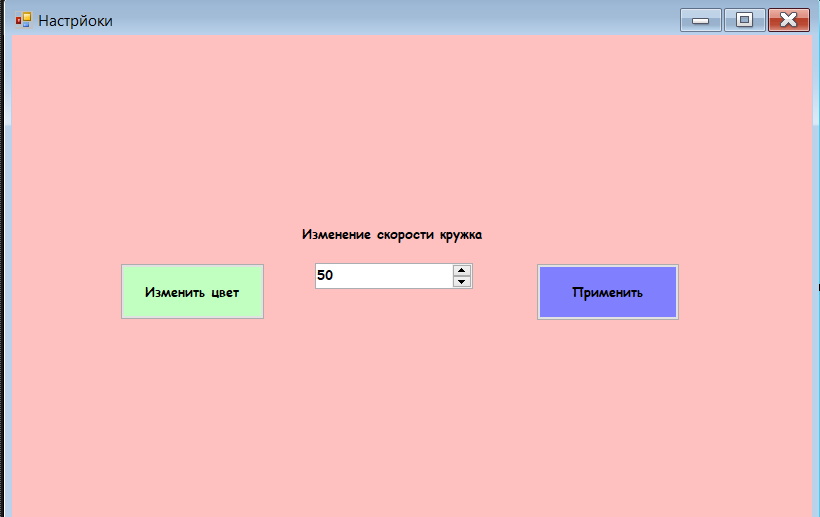 Настрйоки
Изменение скорости кружка
50
Изменить цвет
Применить